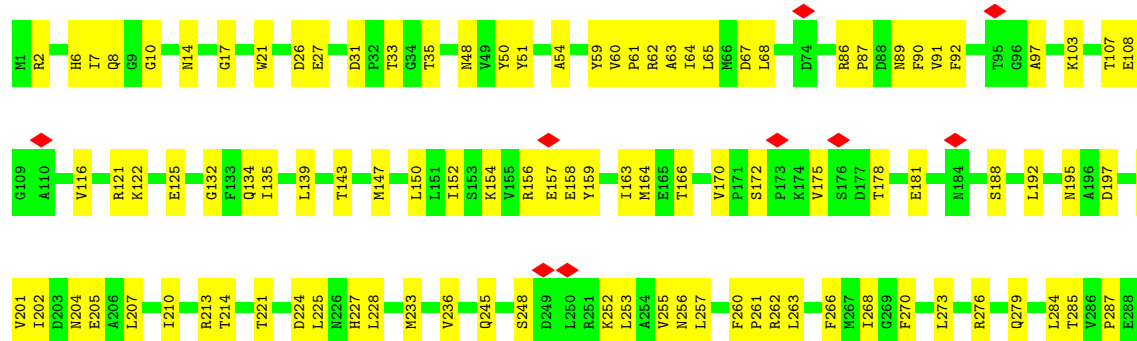 M1 R2 H6 I7 Q8 G9 G10 N14 G17 W21 D26 E27 D31 P32 T33 G34 T35 N48 V49 Y50 Y51 A54 Y59 V60 P61 R62 A63 I64 L65 M66 D67 L68 D74 R86 P87 D88 N89 F90 V91 F92 T95 G96 A97 K103 T107 E108
G109 A110 V116 R121 K122 E125 G132 F133 Q134 I135 L139 T143 M147 L150 L151 I152 S153 K154 V155 R156 E157 E158 Y159 I163 M164 E165 T166 V170 P171 S172 P173 K174 V175 S176 D177 T178 E181 N184 S188 L192 N195 A196 D197
V201 I202 D203 N204 E205 A206 L207 I210 R213 T214 T221 D224 L225 N226 H227 L228 M233 V236 Q245 S248 D249 L250 R251 K252 L253 A254 V255 N256 L257 F260 P261 R262 L263 F266 M267 I268 G269 F270 L273 R276 Q279 L284 T285 V286 P287 E288